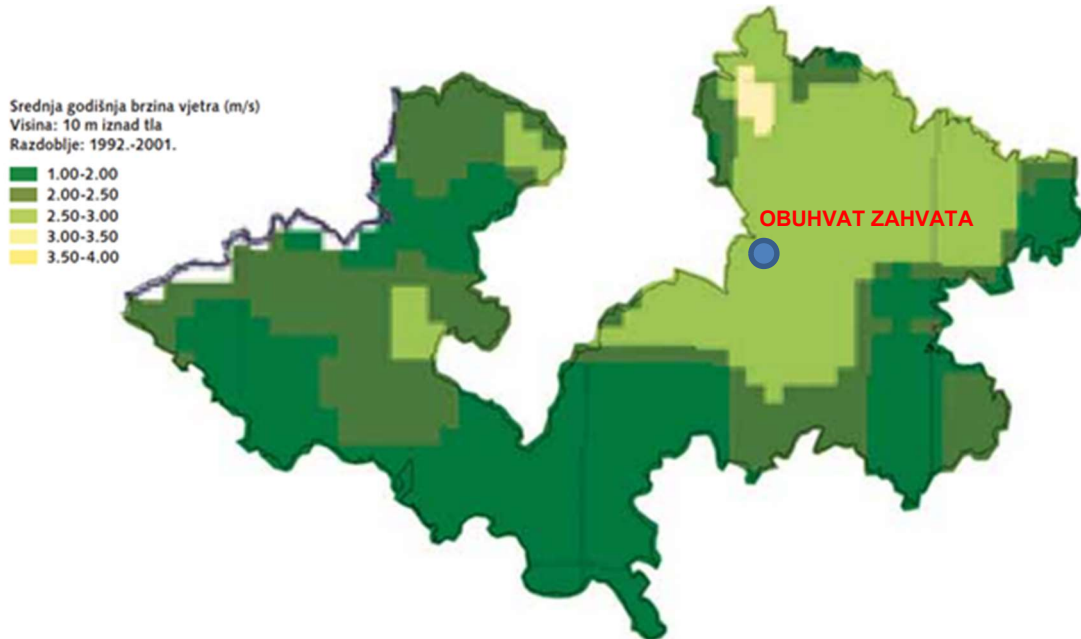 Srednja godišnja brzina vjetra (m/s)
Visina: 10 m iznad tla
Razdoblje: 1992.-2001.
1.00-2.00
2.00-2.50
2.50-3.00
3.00-3.50
3.50-4.00
OBUHVAT ZAHVATA